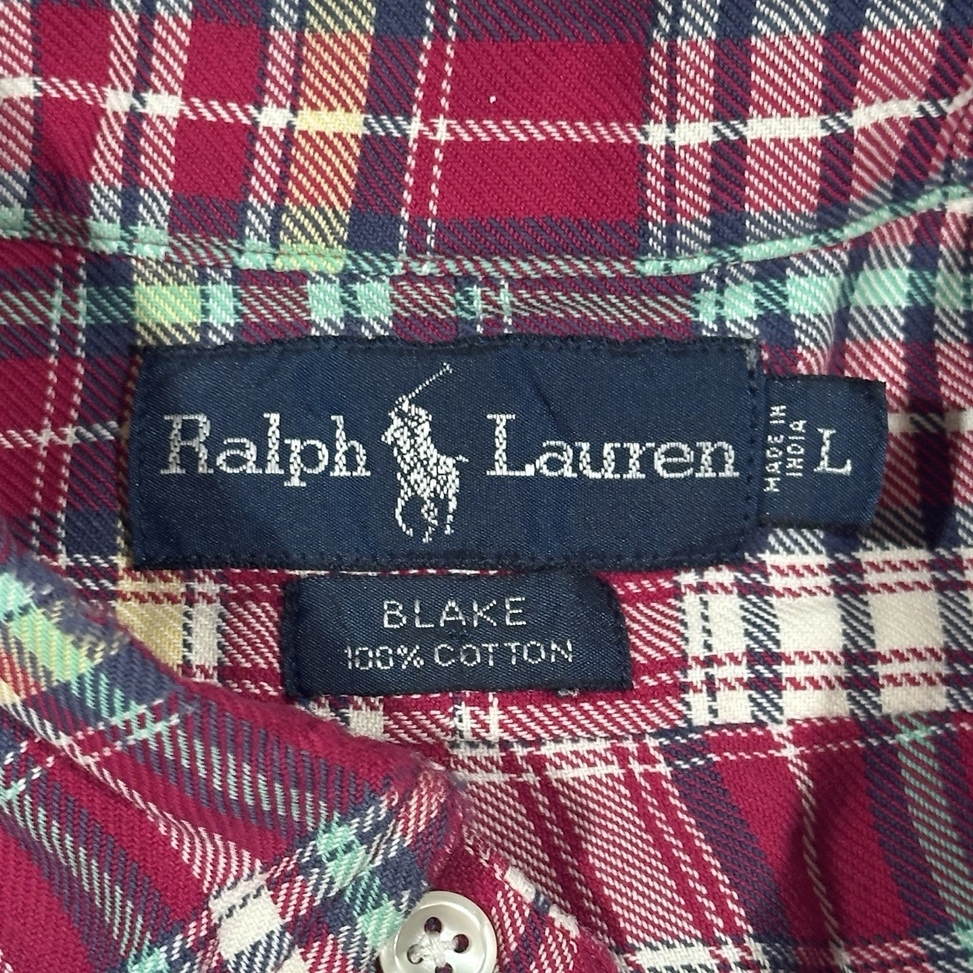 Ralph Lauren
MADE IN
INDIA
L
BLAKE
100% COTTON